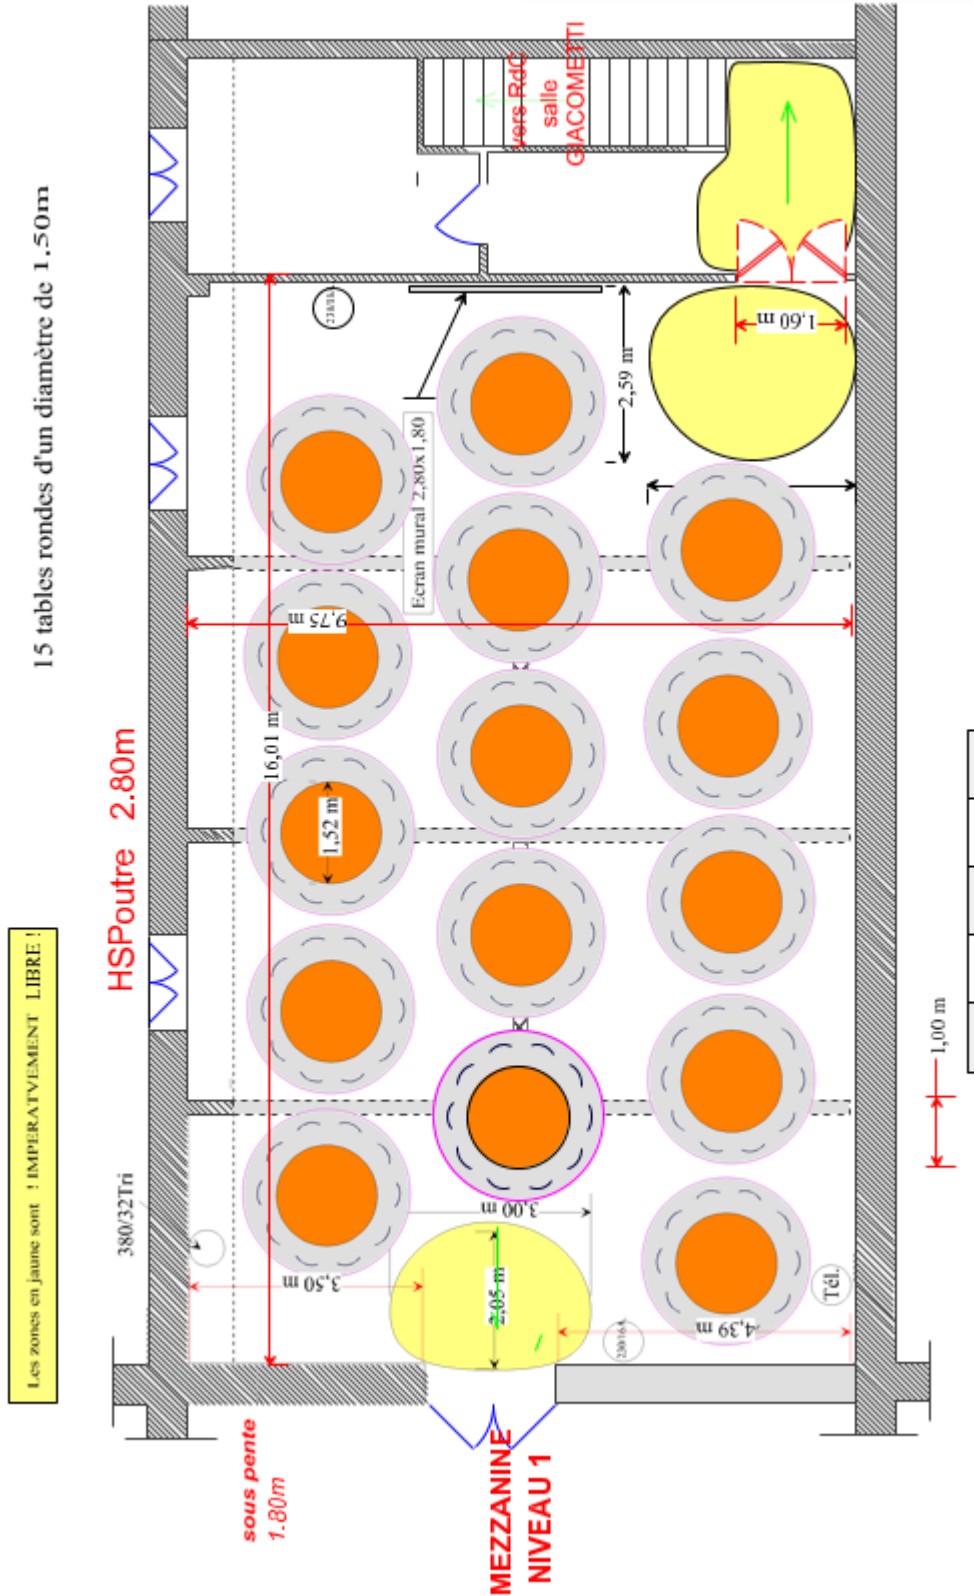 15 tables rondes d'un diamètre de 1.50m
Les zones en jaune sont ! IMPERATVEMENT LIBRE !
HSPoutre 2.80m
vers RdC
salle
GIACOMETTI
1,60 m
2,59 m
Ecran mural 2,80x1,80
9,75 m
16,01 m
1,52 m
1,00 m
380/32Tri
3,00 m
3,50 m
2,05 m
4,39 m
230/16A
Tél.
sous pente
1.80m
MEZZANINE
NIVEAU 1